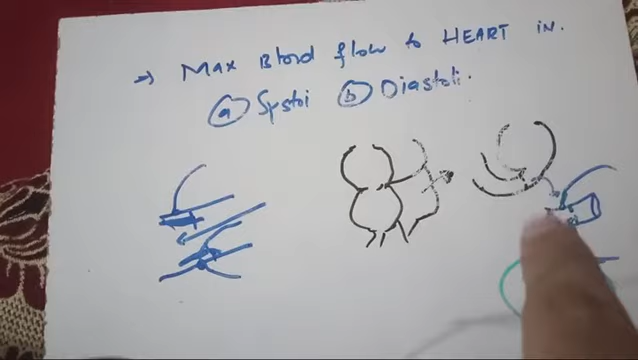 → Max Blood flow to HEART in.
(a) Systoli (b) Diastoli.